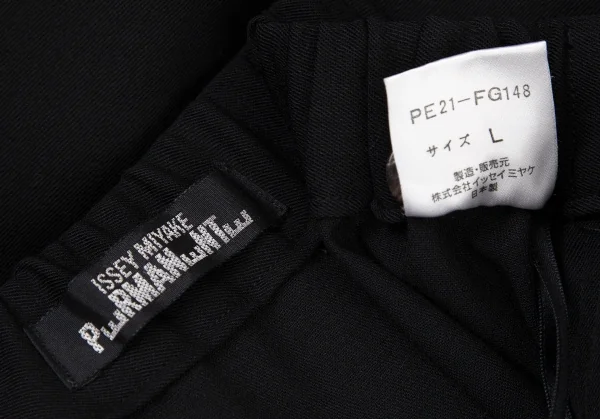 ISSEY MIYAKE
PERMANENTE
PE21-FG148
サイズ L
製造・販売元
株式会社イッセイミヤケ
日本製